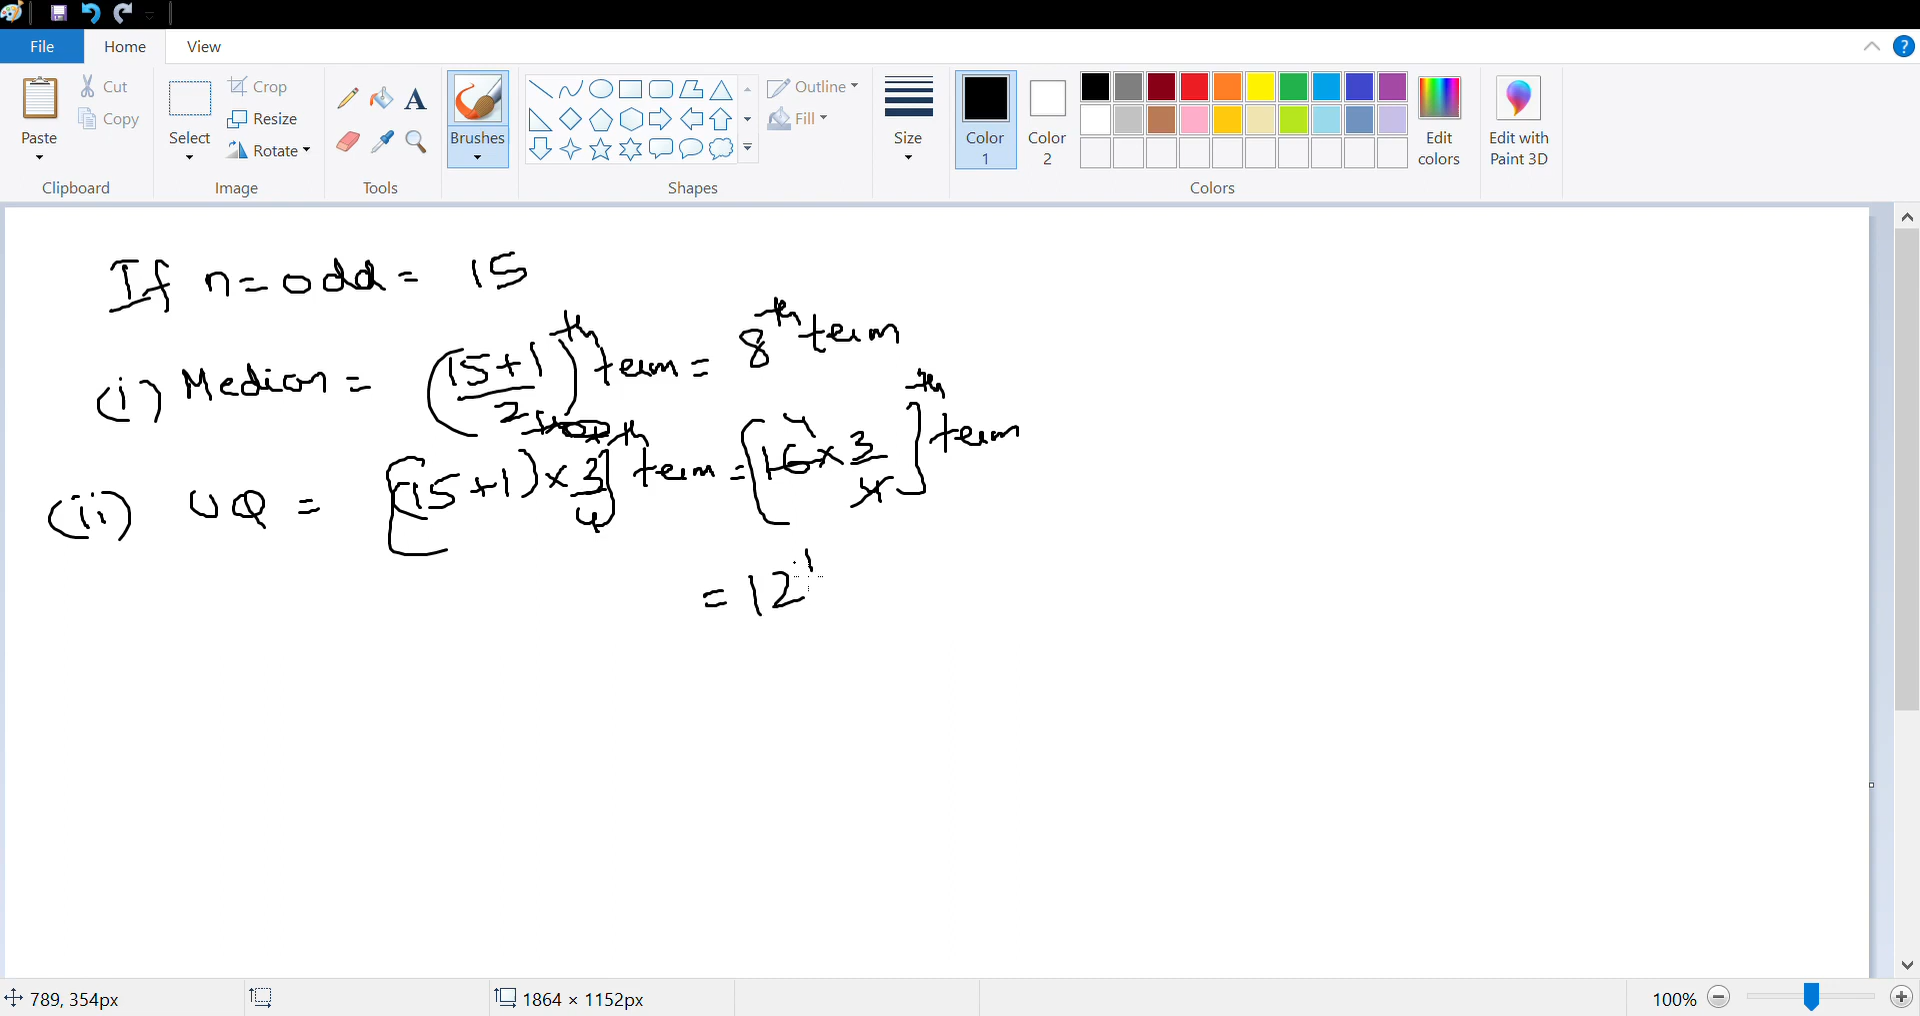 File Home View
Paste Cut Copy Clipboard
Select Crop Resize Rotate Image
Tools
Brushes
Shapes
Outline Fill
Size
Color 1
Color 2
Edit colors
Colors
Edit with Paint 3D
If n = odd = 15
(i) Median = (15+1/2)th term = 8th term
(ii) UQ = [(15+1) × 3/4]th term = [16 × 3/4]th term
= 12
789, 354px 1864 × 1152px 100%